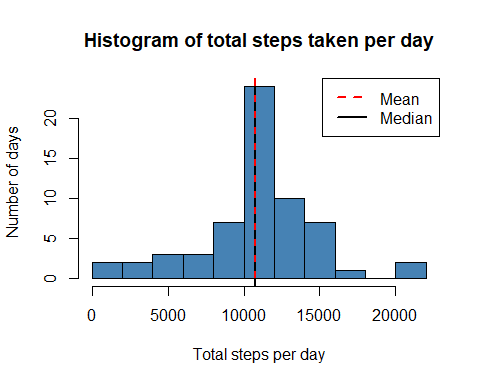 Histogram of total steps taken per day
Mean
Median
Number of days
20
15
10
5
0
0 5000 10000 15000 20000
Total steps per day